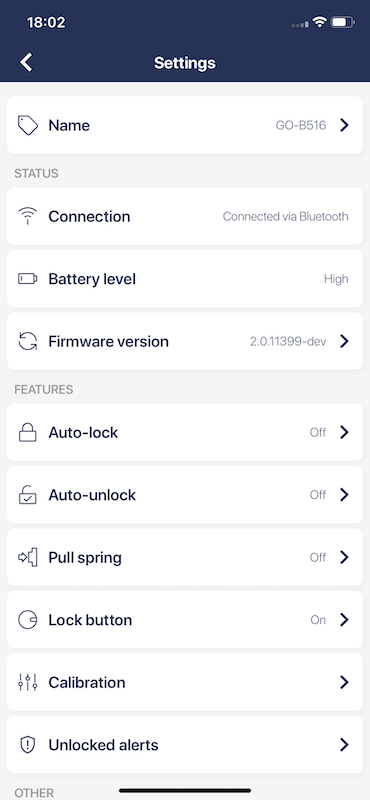 18:02
Settings
Name GO-B516
STATUS
Connection Connected via Bluetooth
Battery level High
Firmware version 2.0.11399-dev
FEATURES
Auto-lock Off
Auto-unlock Off
Pull spring Off
Lock button On
Calibration
Unlocked alerts
OTHER